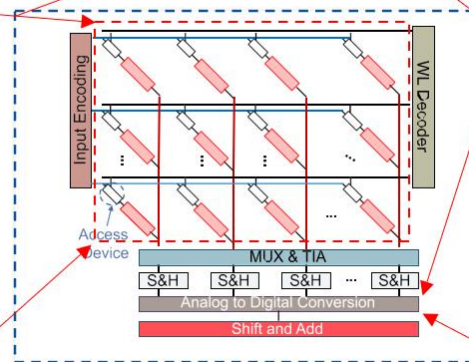 Input Encoding
WL Decoder
Access
Device
MUX & TIA
S&H S&H S&H ... S&H
Analog to Digital Conversion
Shift and Add